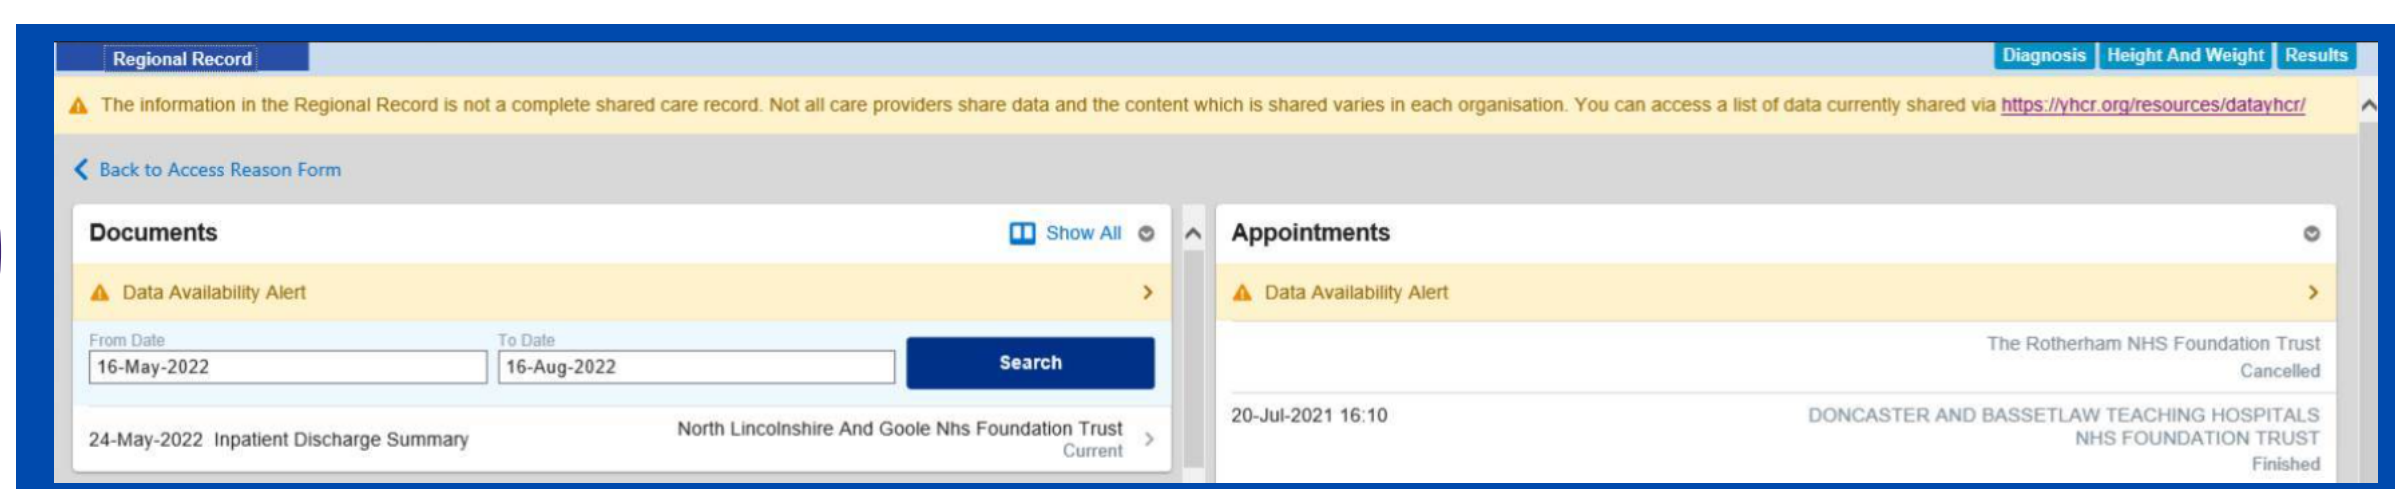 Regional Record
Diagnosis Height And Weight Results
The information in the Regional Record is not a complete shared care record. Not all care providers share data and the content which is shared varies in each organisation. You can access a list of data currently shared via https://yhcr.org/resources/datayhcr/
Back to Access Reason Form
Documents
Show All
Data Availability Alert
From Date
To Date
16-May-2022
16-Aug-2022
Search
24-May-2022 Inpatient Discharge Summary
North Lincolnshire And Goole Nhs Foundation Trust
Current
Appointments
Data Availability Alert
The Rotherham NHS Foundation Trust
Cancelled
20-Jul-2021 16:10
DONCASTER AND BASSETLAW TEACHING HOSPITALS
NHS FOUNDATION TRUST
Finished